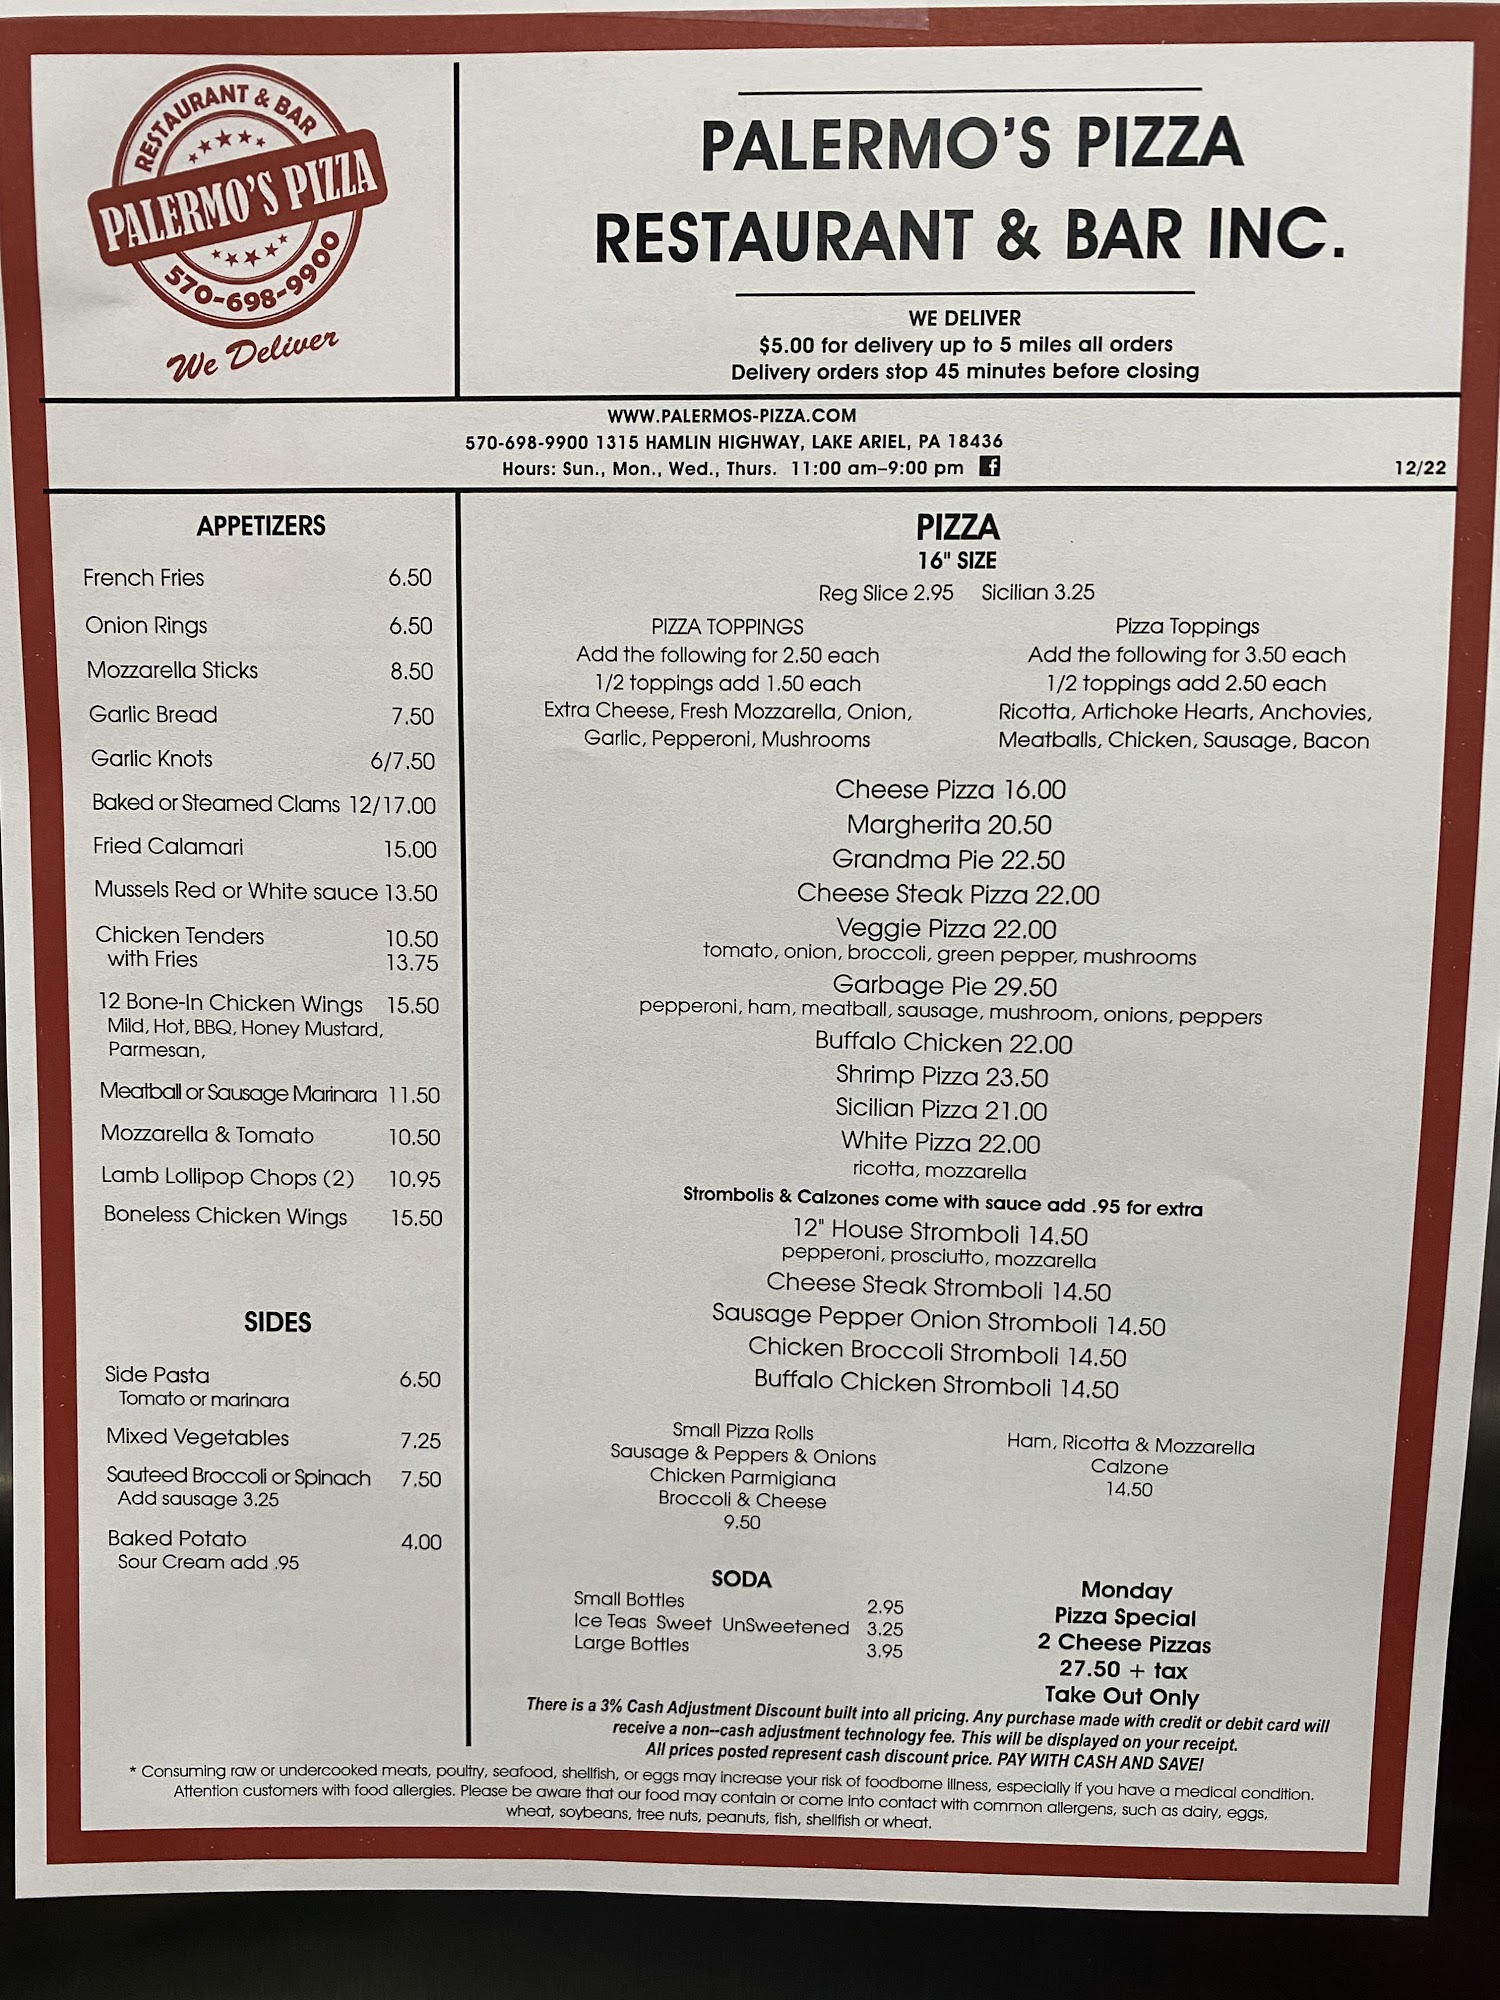 RESTAURANT & BAR
PALERMO'S PIZZA
570-698-9900
We Deliver
PALERMO'S PIZZA
RESTAURANT & BAR INC.
WE DELIVER
$5.00 for delivery up to 5 miles all orders
Delivery orders stop 45 minutes before closing
WWW.PALERMOS-PIZZA.COM
570-698-9900 1315 HAMLIN HIGHWAY, LAKE ARIEL, PA 18436
Hours: Sun., Mon., Wed., Thurs. 11:00 am–9:00 pm f
12/22
APPETIZERS
French Fries 6.50
Onion Rings 6.50
Mozzarella Sticks 8.50
Garlic Bread 7.50
Garlic Knots 6/7.50
Baked or Steamed Clams 12/17.00
Fried Calamari 15.00
Mussels Red or White sauce 13.50
Chicken Tenders 10.50
with Fries 13.75
12 Bone-In Chicken Wings 15.50
Mild, Hot, BBQ, Honey Mustard,
Parmesan,
Meatball or Sausage Marinara 11.50
Mozzarella & Tomato 10.50
Lamb Lollipop Chops (2) 10.95
Boneless Chicken Wings 15.50
SIDES
Side Pasta 6.50
Tomato or marinara
Mixed Vegetables 7.25
Sauteed Broccoli or Spinach 7.50
Add sausage 3.25
Baked Potato 4.00
Sour Cream add .95
PIZZA
16" SIZE
Reg Slice 2.95 Sicilian 3.25
PIZZA TOPPINGS
Add the following for 2.50 each
1/2 toppings add 1.50 each
Extra Cheese, Fresh Mozzarella, Onion,
Garlic, Pepperoni, Mushrooms
Pizza Toppings
Add the following for 3.50 each
1/2 toppings add 2.50 each
Ricotta, Artichoke Hearts, Anchovies,
Meatballs, Chicken, Sausage, Bacon
Cheese Pizza 16.00
Margherita 20.50
Grandma Pie 22.50
Cheese Steak Pizza 22.00
Veggie Pizza 22.00
tomato, onion, broccoli, green pepper, mushrooms
Garbage Pie 29.50
pepperoni, ham, meatball, sausage, mushroom, onions, peppers
Buffalo Chicken 22.00
Shrimp Pizza 23.50
Sicilian Pizza 21.00
White Pizza 22.00
ricotta, mozzarella
Strombolis & Calzones come with sauce add .95 for extra
12" House Stromboli 14.50
pepperoni, prosciutto, mozzarella
Cheese Steak Stromboli 14.50
Sausage Pepper Onion Stromboli 14.50
Chicken Broccoli Stromboli 14.50
Buffalo Chicken Stromboli 14.50
Small Pizza Rolls
Sausage & Peppers & Onions
Chicken Parmigiana
Broccoli & Cheese
9.50
Ham, Ricotta & Mozzarella
Calzone
14.50
SODA
Small Bottles 2.95
Ice Teas Sweet UnSweetened 3.25
Large Bottles 3.95
Monday
Pizza Special
2 Cheese Pizzas
27.50 + tax
Take Out Only
There is a 3% Cash Adjustment Discount built into all pricing. Any purchase made with credit or debit card will
receive a non--cash adjustment technology fee. This will be displayed on your receipt.
All prices posted represent cash discount price. PAY WITH CASH AND SAVE!
* Consuming raw or undercooked meats, poultry, seafood, shellfish, or eggs may increase your risk of foodborne illness, especially if you have a medical condition.
Attention customers with food allergies. Please be aware that our food may contain or come into contact with common allergens, such as dairy, eggs,
wheat, soybeans, tree nuts, peanuts, fish, shellfish or wheat.